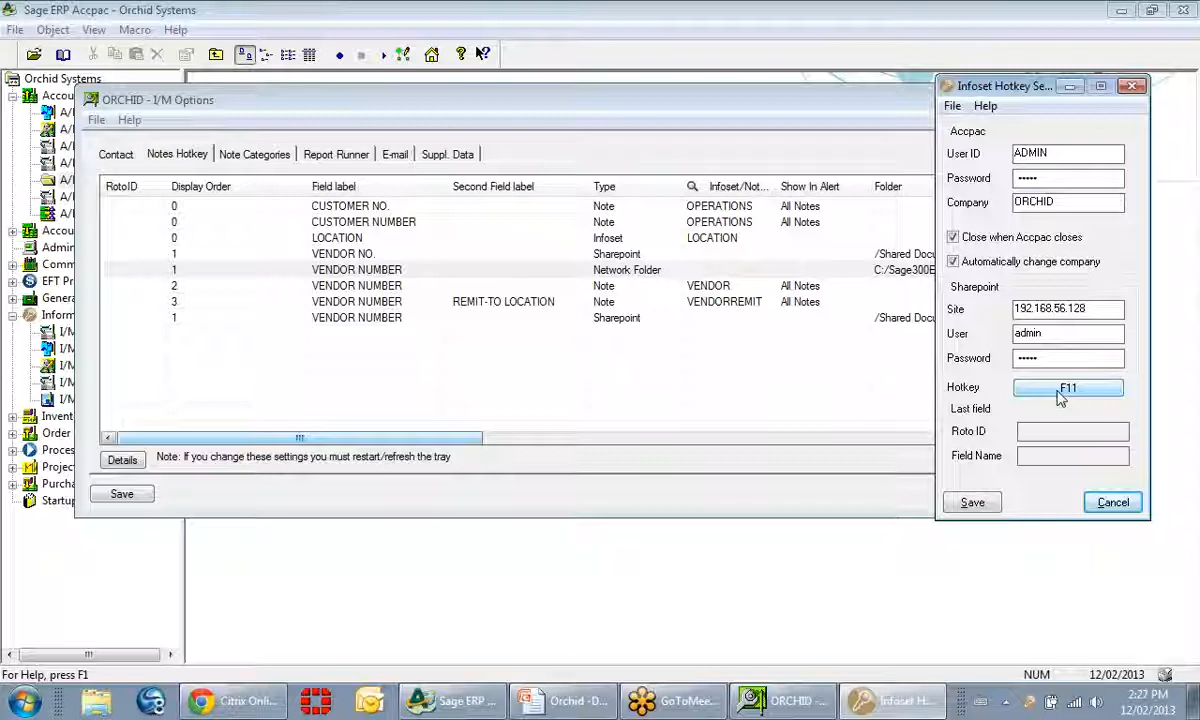 Sage ERP Accpac - Orchid Systems
File Object View Macro Help
Orchid Systems
Accou
A/
A/
A/
A/
A/
A/
A/
Accou
Admin
Comm
EFT Pr
Genera
Inform
I/M
I/M
I/M
I/M
I/M
Invent
Order
Proces
Project
Purcha
Startup
ORCHID - I/M Options
File Help
Contact Notes Hotkey Note Categories Report Runner E-mail Suppl. Data
RotoID Display Order Field label Second Field label Type Infoset/Not... Show In Alert Folder
0 CUSTOMER NO. Note OPERATIONS All Notes
0 CUSTOMER NUMBER Note OPERATIONS All Notes
0 LOCATION Infoset LOCATION
1 VENDOR NO. Sharepoint /Shared Docu
1 VENDOR NUMBER Network Folder C:/Sage300E
2 VENDOR NUMBER Note VENDOR All Notes
3 VENDOR NUMBER REMIT-TO LOCATION Note VENDORREMIT All Notes
1 VENDOR NUMBER Sharepoint /Shared Docu
Details Note: If you change these settings you must restart/refresh the tray
Save
Infoset Hotkey Se...
File Help
Accpac
User ID ADMIN
Password •••••
Company ORCHID
Close when Accpac closes
Automatically change company
Sharepoint
Site 192.168.56.128
User admin
Password •••••
Hotkey F11
Last field
Roto ID
Field Name
Save Cancel
For Help, press F1 NUM 12/02/2013
Citrix Onli... Sage ERP ... Orchid -D... GoToMee... ORCHID -... Infoset H...
2:27 PM
12/02/2013